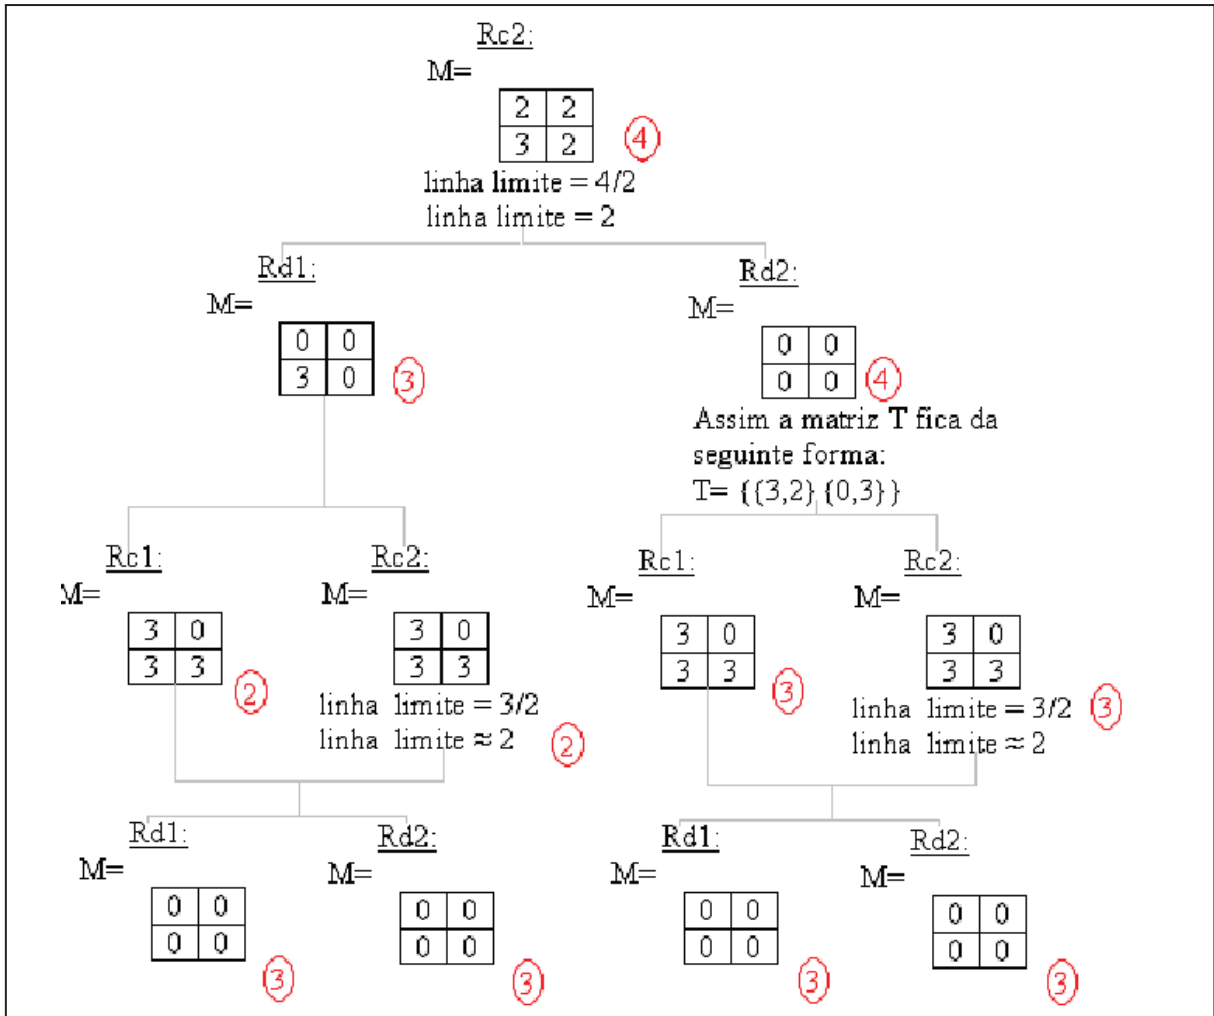 Rc2:
M=
2 2
3 2
4
linha limite = 4/2
linha limite = 2
Rd1:
M=
0 0
3 0
3
Rd2:
M=
0 0
0 0
4
Assim a matriz T fica da
seguinte forma:
T= {{3,2} {0,3}}
Rc1:
M=
3 0
3 3
2
Rc2:
M=
3 0
3 3
linha limite = 3/2
linha limite ≈ 2
2
Rc1:
M=
3 0
3 3
3
Rc2:
M=
3 0
3 3
linha limite = 3/2
3
linha limite ≈ 2
Rd1:
M=
0 0
0 0
3
Rd2:
M=
0 0
0 0
3
Rd1:
M=
0 0
0 0
3
Rd2:
M=
0 0
0 0
3